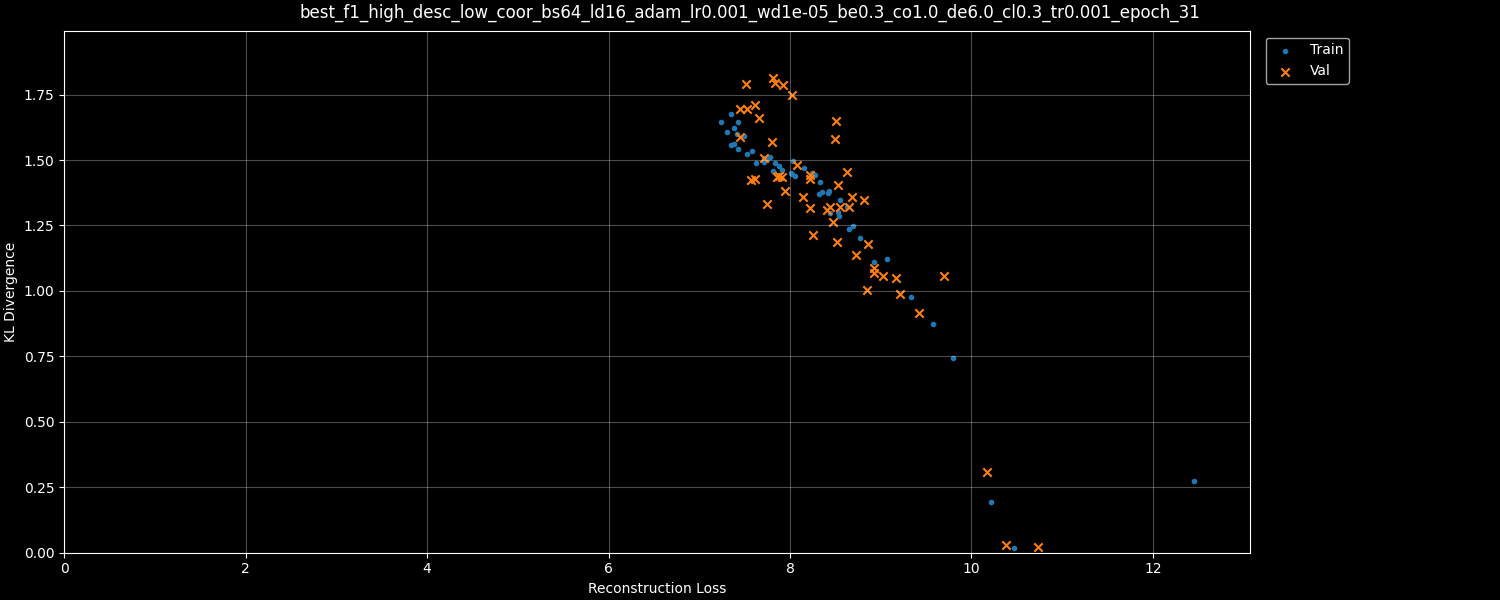 best_f1_high_desc_low_coor_bs64_ld16_adam_lr0.001_wd1e-05_be0.3_co1.0_de6.0_cl0.3_tr0.001_epoch_31
Train
Val
KL Divergence
1.75
1.50
1.25
1.00
0.75
0.50
0.25
0.00
0 2 4 6 8 10 12
Reconstruction Loss